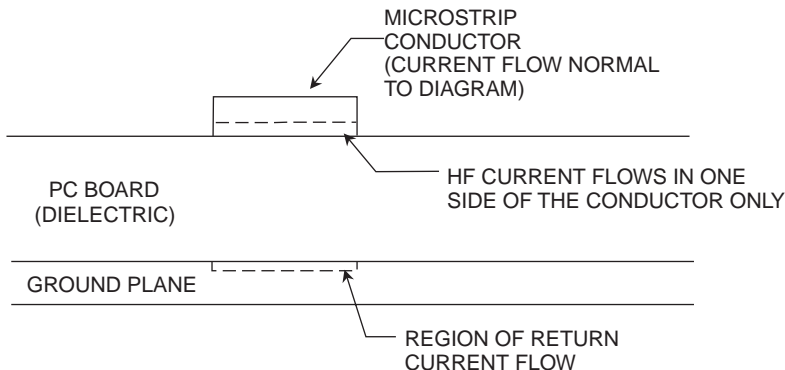 MICROSTRIP
CONDUCTOR
(CURRENT FLOW NORMAL
TO DIAGRAM)
HF CURRENT FLOWS IN ONE
SIDE OF THE CONDUCTOR ONLY
PC BOARD
(DIELECTRIC)
GROUND PLANE
REGION OF RETURN
CURRENT FLOW